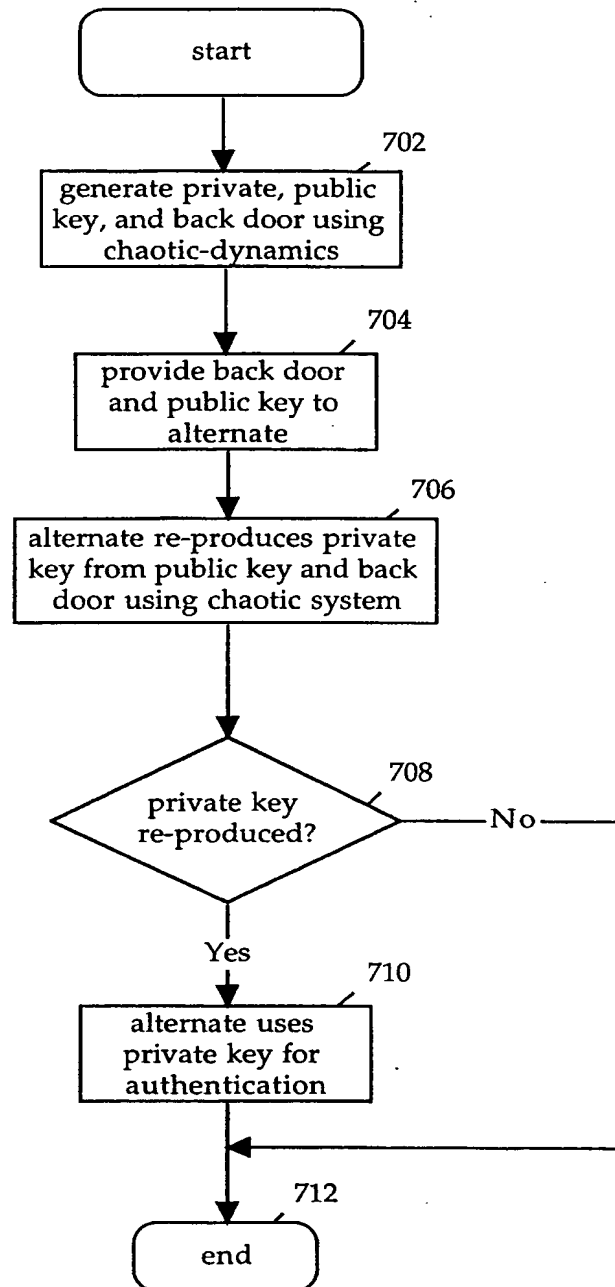 start
702
generate private, public
key, and back door using
chaotic-dynamics
704
provide back door
and public key to
alternate
706
alternate re-produces private
key from public key and back
door using chaotic system
708
private key
re-produced?
No
Yes
710
alternate uses
private key for
authentication
712
end